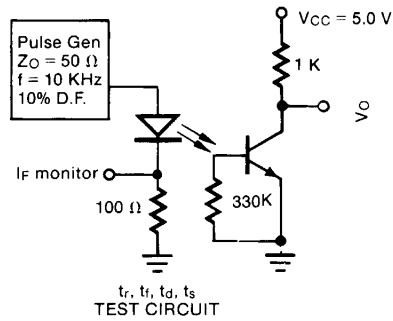 Pulse Gen
ZO = 50 Ω
f = 10 KHz
10% D.F.
VCC = 5.0 V
1 K
VO
IF monitor
100 Ω
330K
tr, tf, td, ts
TEST CIRCUIT